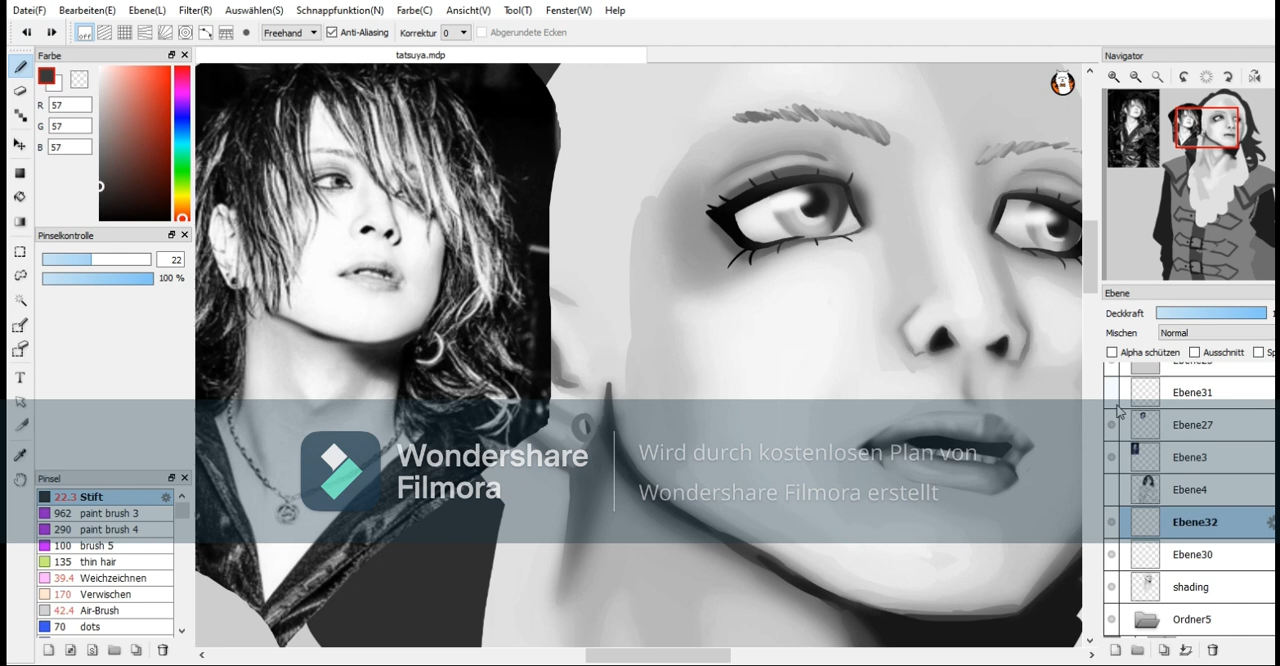 Datei(F) Bearbeiten(E) Ebene(L) Filter(R) Auswählen(S) Schnappfunktion(N) Farbe(C) Ansicht(V) Tool(T) Fenster(W) Help
off Freehand Anti-Aliasing Korrektur 0 Abgerundete Ecken
Farbe
tatsuya.mdp
Navigator
R 57
G 57
B 57
Pinselkontrolle
22
100 %
Ebene
Deckkraft
Mischen Normal
Alpha schützen Ausschnitt
Ebene31
Ebene27
Ebene3
Ebene4
Ebene32
Ebene30
shading
Ordner5
Wondershare
Filmora
Wird durch kostenlosen Plan von
Wondershare Filmora erstellt
Pinsel
22.3 Stift
962 paint brush 3
290 paint brush 4
100 brush 5
135 thin hair
39.4 Weichzeichnen
170 Verwischen
42.4 Air-Brush
70 dots